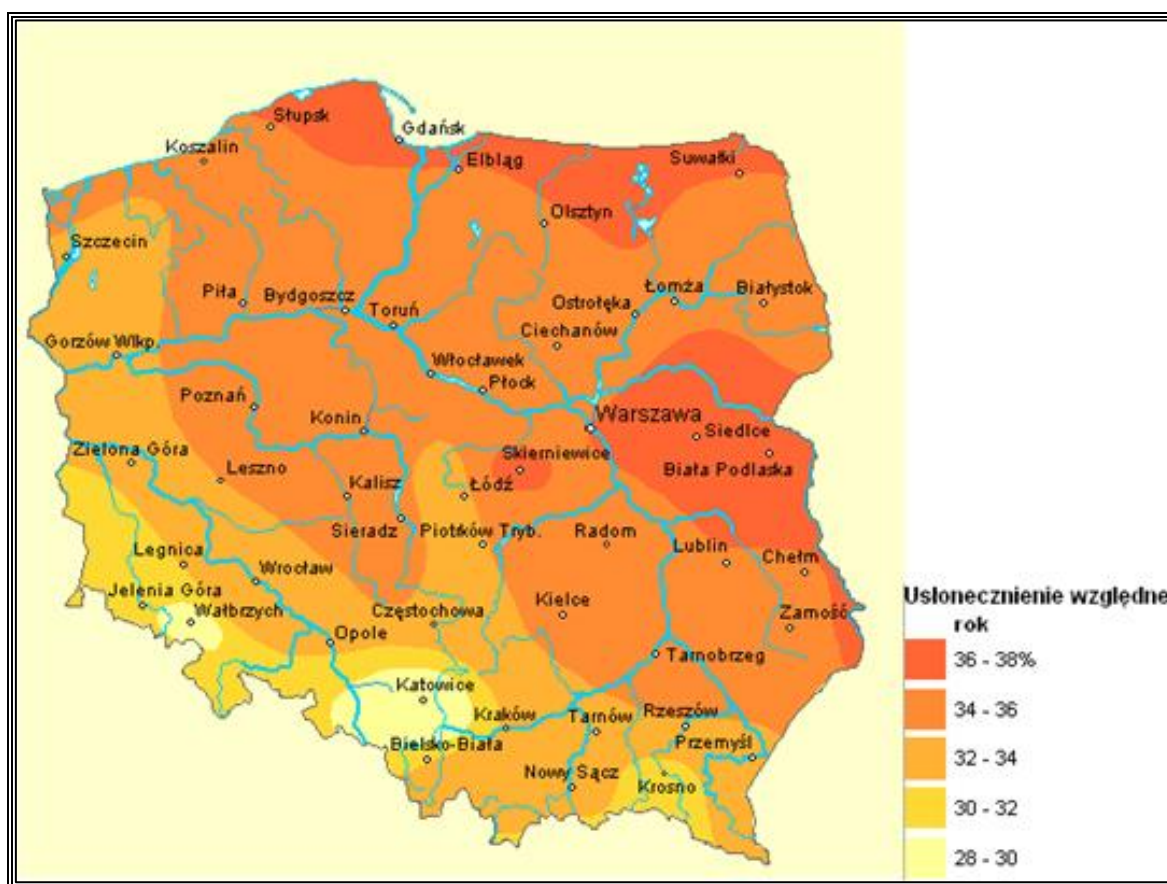 Słupsk
Gdańsk
Koszalin
Elbląg
Suwałki
Olsztyn
Szczecin
Piła
Bydgoszcz
Toruń
Ostrołęka
Łomża
Białystok
Ciechanów
Gorzów Wlkp.
Włocławek
Płock
Poznań
Konin
Warszawa
Siedlce
Zielona Góra
Skierniewice
Biała Podlaska
Leszno
Kalisz
Łódź
Sieradz
Piotrków Tryb.
Radom
Lublin
Chełm
Legnica
Wrocław
Jelenia Góra
Wałbrzych
Częstochowa
Kielce
Zamość
Opole
Tarnobrzeg
Katowice
Kraków
Tarnów
Rzeszów
Bielsko-Biała
Przemyśl
Nowy Sącz
Krosno
Usłonecznienie względne
rok
36 - 38%
34 - 36
32 - 34
30 - 32
28 - 30